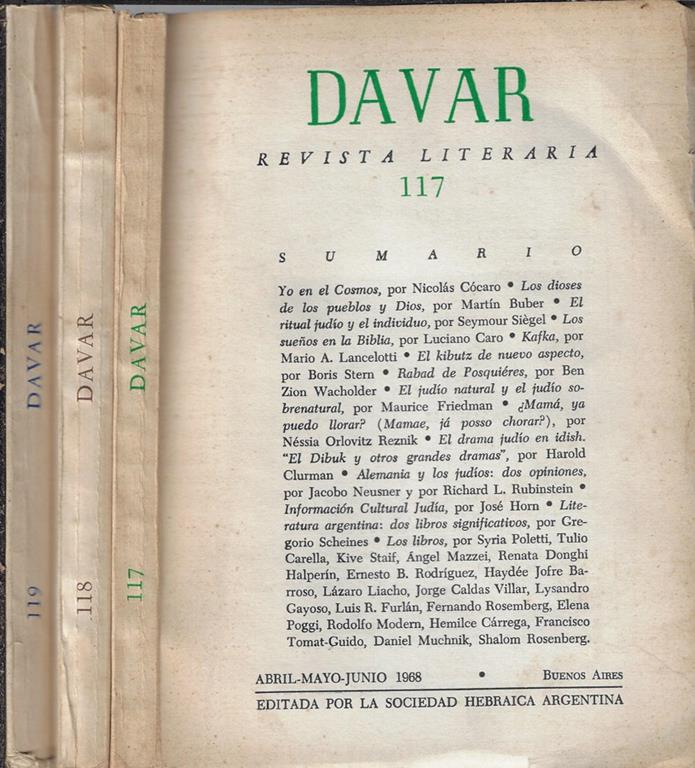 119 DAVAR
118 DAVAR
117 DAVAR
DAVAR
REVISTA LITERARIA
117
SUMARIO
Yo en el Cosmos, por Nicolás Cócaro • Los dioses
de los pueblos y Dios, por Martín Buber • El
ritual judío y el individuo, por Seymour Siègel • Los
sueños en la Biblia, por Luciano Caro • Kafka, por
Mario A. Lancelotti • El kibutz de nuevo aspecto,
por Boris Stern • Rabad de Posquiéres, por Ben
Zion Wacholder • El judío natural y el judío so-
brenatural, por Maurice Friedman • ¿Mamá, ya
puedo llorar? (Mamae, já posso chorar?), por
Néssia Orlovitz Reznik • El drama judío en idish.
"El Dibuk y otros grandes dramas", por Harold
Clurman • Alemania y los judíos: dos opiniones,
por Jacobo Neusner y por Richard L. Rubinstein •
Información Cultural Judía, por José Horn • Lite-
ratura argentina: dos libros significativos, por Gre-
gorio Scheines • Los libros, por Syria Poletti, Tulio
Carella, Kive Staif, Ángel Mazzei, Renata Donghi
Halperín, Ernesto B. Rodríguez, Haydée Jofre Ba-
rroso, Lázaro Liacho, Jorge Caldas Villar, Lysandro
Gayoso, Luis R. Furlán, Fernando Rosemberg, Elena
Poggi, Rodolfo Modern, Hemilce Cárrega, Francisco
Tomat-Guido, Daniel Muchnik, Shalom Rosenberg.
ABRIL-MAYO-JUNIO 1968 • BUENOS AIRES
EDITADA POR LA SOCIEDAD HEBRAICA ARGENTINA